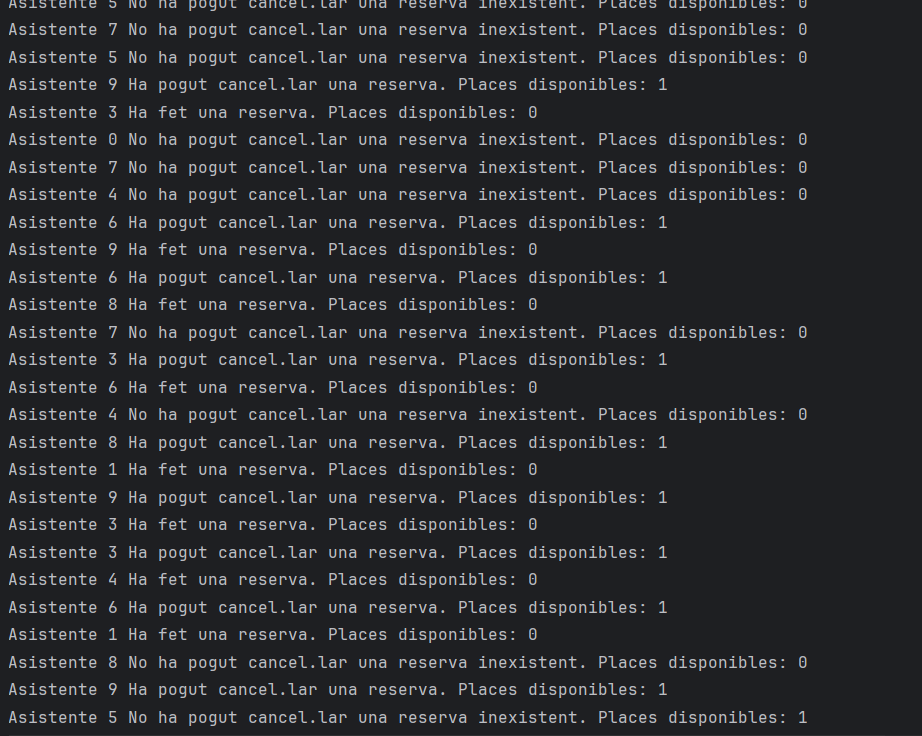 Asistente 5 No ha pogut cancel.lar una reserva inexistent. Places disponibles: 0
Asistente 7 No ha pogut cancel.lar una reserva inexistent. Places disponibles: 0
Asistente 5 No ha pogut cancel.lar una reserva inexistent. Places disponibles: 0
Asistente 9 Ha pogut cancel.lar una reserva. Places disponibles: 1
Asistente 3 Ha fet una reserva. Places disponibles: 0
Asistente 0 No ha pogut cancel.lar una reserva inexistent. Places disponibles: 0
Asistente 7 No ha pogut cancel.lar una reserva inexistent. Places disponibles: 0
Asistente 4 No ha pogut cancel.lar una reserva inexistent. Places disponibles: 0
Asistente 6 Ha pogut cancel.lar una reserva. Places disponibles: 1
Asistente 9 Ha fet una reserva. Places disponibles: 0
Asistente 6 Ha pogut cancel.lar una reserva. Places disponibles: 1
Asistente 8 Ha fet una reserva. Places disponibles: 0
Asistente 7 No ha pogut cancel.lar una reserva inexistent. Places disponibles: 0
Asistente 3 Ha pogut cancel.lar una reserva. Places disponibles: 1
Asistente 6 Ha fet una reserva. Places disponibles: 0
Asistente 4 No ha pogut cancel.lar una reserva inexistent. Places disponibles: 0
Asistente 8 Ha pogut cancel.lar una reserva. Places disponibles: 1
Asistente 1 Ha fet una reserva. Places disponibles: 0
Asistente 9 Ha pogut cancel.lar una reserva. Places disponibles: 1
Asistente 3 Ha fet una reserva. Places disponibles: 0
Asistente 3 Ha pogut cancel.lar una reserva. Places disponibles: 1
Asistente 4 Ha fet una reserva. Places disponibles: 0
Asistente 6 Ha pogut cancel.lar una reserva. Places disponibles: 1
Asistente 1 Ha fet una reserva. Places disponibles: 0
Asistente 8 No ha pogut cancel.lar una reserva inexistent. Places disponibles: 0
Asistente 9 Ha pogut cancel.lar una reserva. Places disponibles: 1
Asistente 5 No ha pogut cancel.lar una reserva inexistent. Places disponibles: 1